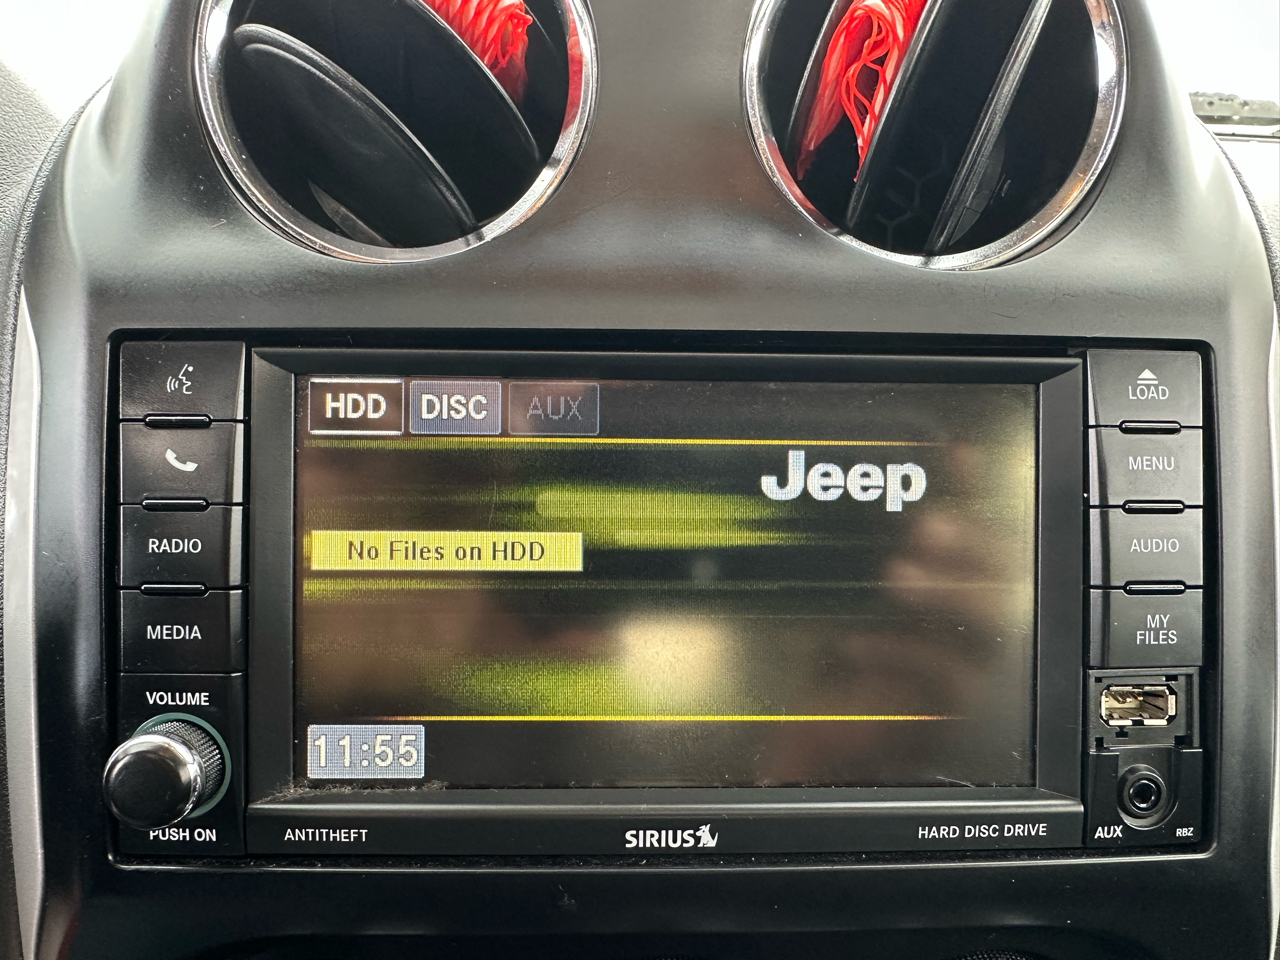 HDD DISC AUX
Jeep
No Files on HDD
11:55
RADIO
MEDIA
VOLUME
PUSH ON
LOAD
MENU
AUDIO
MY
FILES
AUX
RBZ
ANTITHEFT
SIRIUS
HARD DISC DRIVE